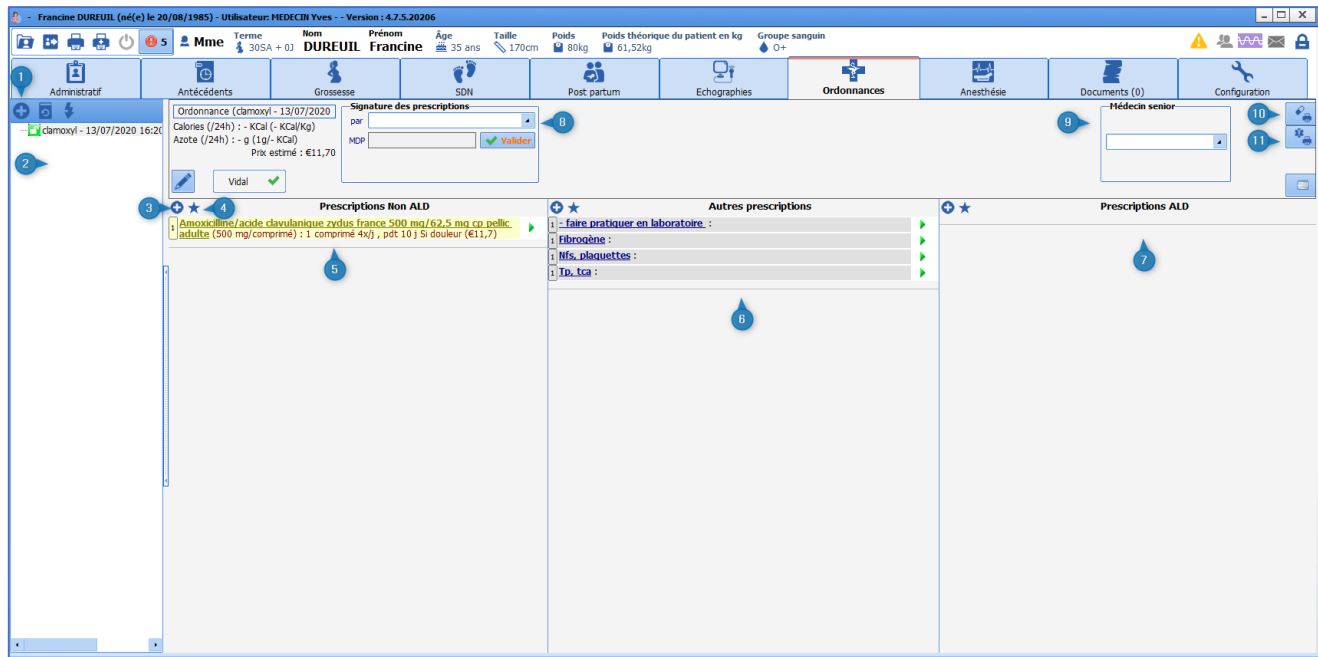 - Francine DUREUIL (né(e) le 20/08/1985) - Utilisateur: MEDECIN Yves - - Version : 4.7.5.20206
5 Mme
Terme
30SA + 0J
Nom
DUREUIL
Prénom
Francine
Âge
35 ans
Taille
170cm
Poids
80kg
Poids théorique du patient en kg
61,52kg
Groupe sanguin
O+
1
Administratif
Antécédents
Grossesse
SDN
Post partum
Echographies
Ordonnances
Anesthésie
Documents (0)
Configuration
clamoxyl - 13/07/2020 16:20
2
Ordonnance (clamoxyl - 13/07/2020
Calories (/24h) : - KCal (- KCal/Kg)
Azote (/24h) : - g (1g/- KCal)
Prix estimé : €11,70
Vidal
Signature des prescriptions
par
MDP
Valider
8
9
Médecin senior
10
11
3
4
Prescriptions Non ALD
1 Amoxicilline/acide clavulanique zydus france 500 mg/62,5 mg cp pellic
adulte (500 mg/comprimé) : 1 comprimé 4x/j , pdt 10 j Si douleur (€11,7)
5
Autres prescriptions
1 - faire pratiquer en laboratoire :
1 Fibrogène :
1 Nfs, plaquettes :
1 Tp, tca :
6
Prescriptions ALD
7